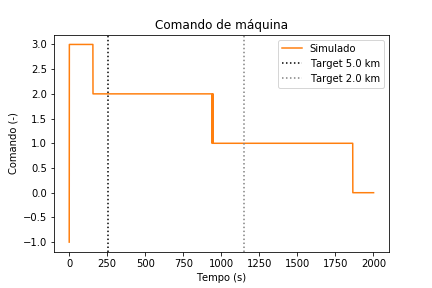 Comando de máquina
Comando (-)
3.0
2.5
2.0
1.5
1.0
0.5
0.0
−0.5
−1.0
Simulado
Target 5.0 km
Target 2.0 km
0 250 500 750 1000 1250 1500 1750 2000
Tempo (s)